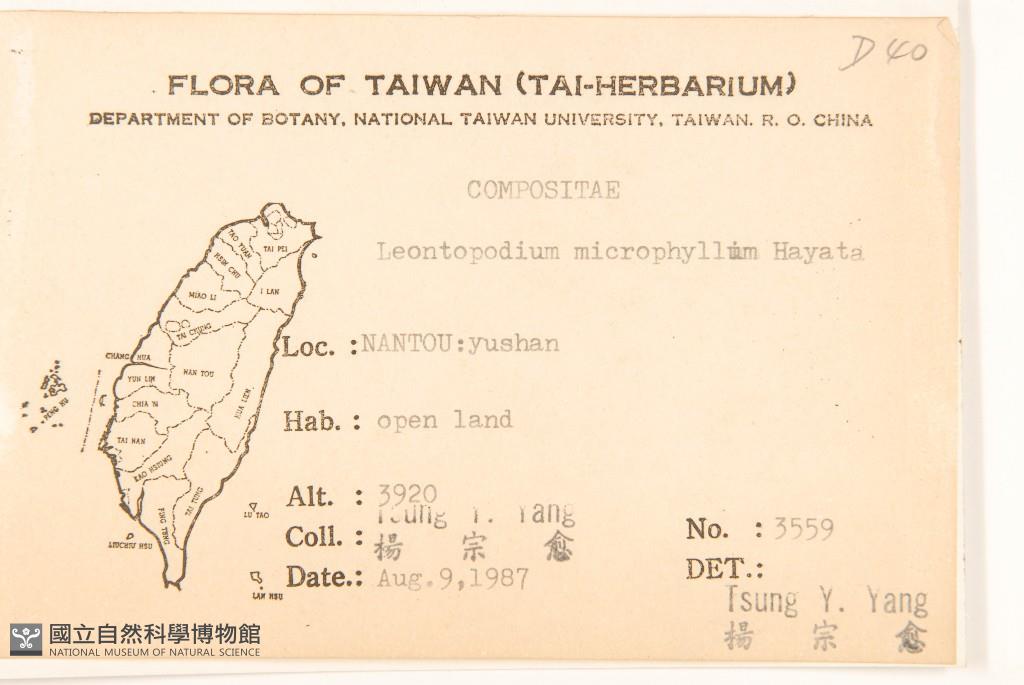 D40
FLORA OF TAIWAN (TAI-HERBARIUM)
DEPARTMENT OF BOTANY, NATIONAL TAIWAN UNIVERSITY, TAIWAN. R. O. CHINA
COMPOSITAE
Leontopodium microphyllum Hayata
TAO YUAN
TAI PEI
HSIN CHU
I LAN
MIAO LI
TAI CHUNG
Loc. : NANTOU:yushan
CHANG HUA
NAN TOU
YUN LIN
PENG HU
CHIA YI
HUA LIEN
Hab. : open land
TAI NAN
KAO HSIUNG
Alt. : 3920
TAI TUNG
PING TUNG
LU TAO
Coll. : Tsung Y. Yang
楊 宗 愈
No. : 3559
LIUCHIU HSU
DET.:
Date.: Aug.9,1987
LAN HSU
Tsung Y. Yang
楊 宗 愈
國立自然科學博物館
NATIONAL MUSEUM OF NATURAL SCIENCE